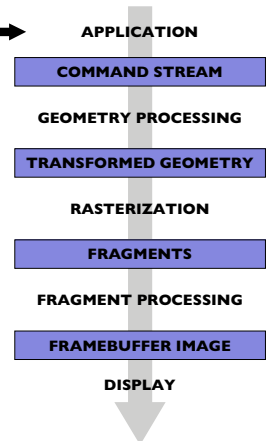 APPLICATION
COMMAND STREAM
GEOMETRY PROCESSING
TRANSFORMED GEOMETRY
RASTERIZATION
FRAGMENTS
FRAGMENT PROCESSING
FRAMEBUFFER IMAGE
DISPLAY